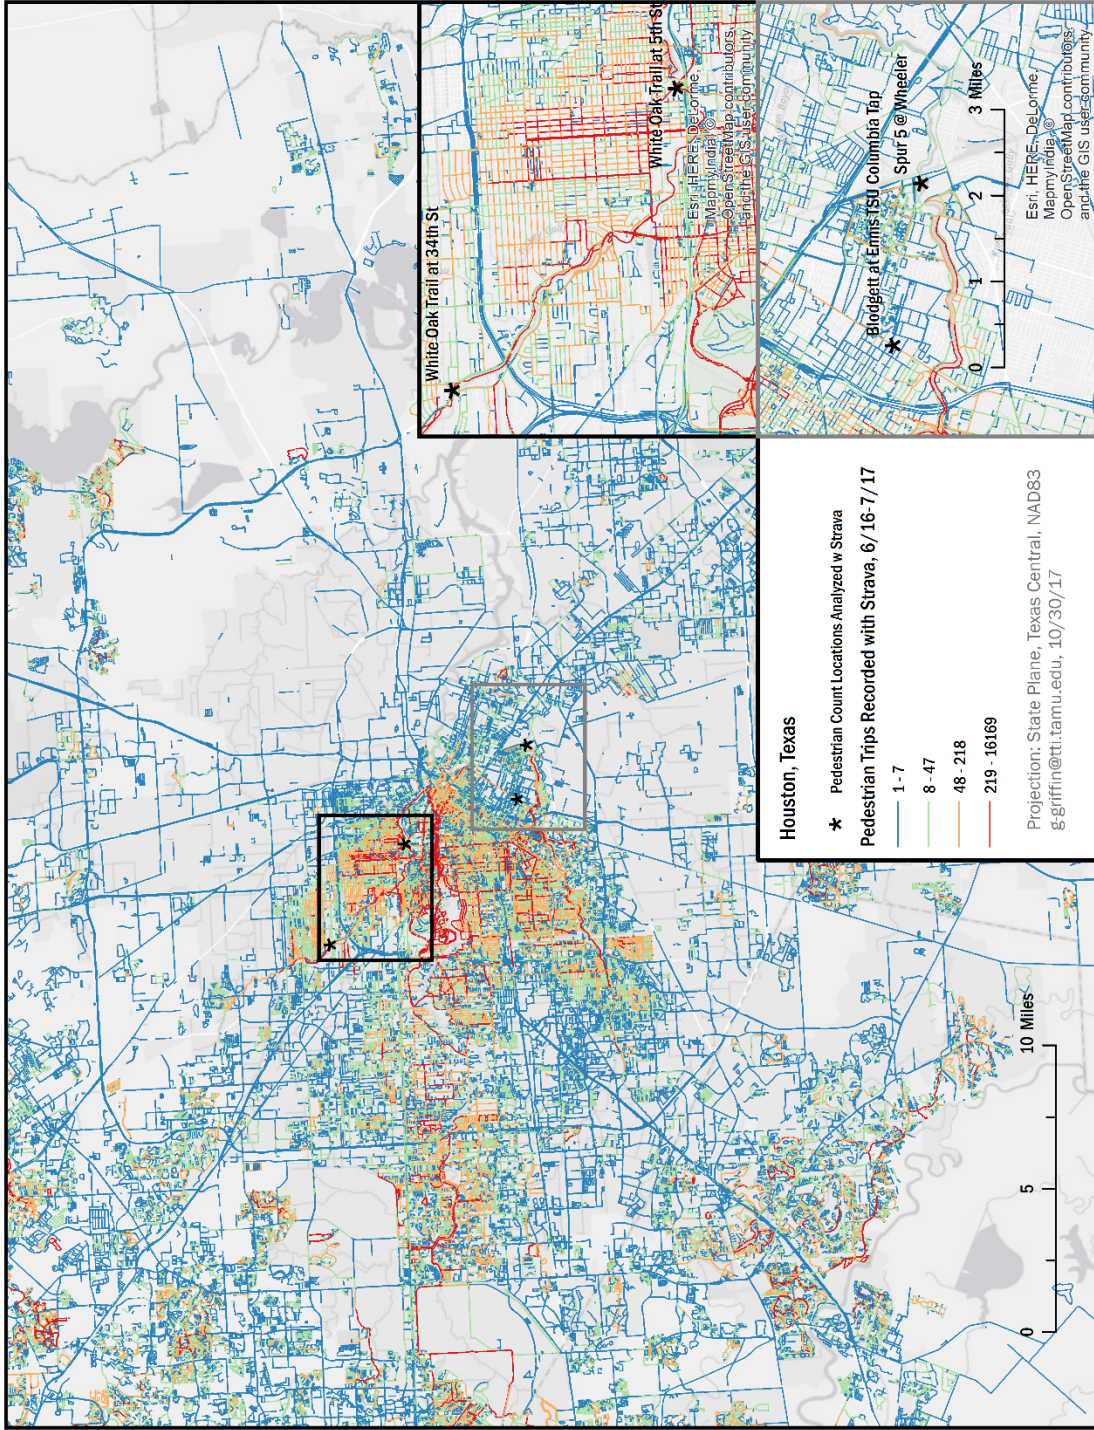 White Oak Trail at 34th St
White Oak Trail at 5th St
Esri, HERE, DeLorme,
MapmyIndia, ©
OpenStreetMap contributors,
and the GIS user community
Blodgett at Ennis TSU Columbia Tap
Spur 5 @ Wheeler
0 1 2 3 Miles
Esri, HERE, DeLorme,
MapmyIndia, ©
OpenStreetMap contributors,
and the GIS user community
Houston, Texas
Pedestrian Count Locations Analyzed w Strava
Pedestrian Trips Recorded with Strava, 6/16-7/17
1 - 7
8 - 47
48 - 218
219 - 16169
Projection: State Plane, Texas Central, NAD83
g-griffin@tti.tamu.edu, 10/30/17
0 5 10 Miles